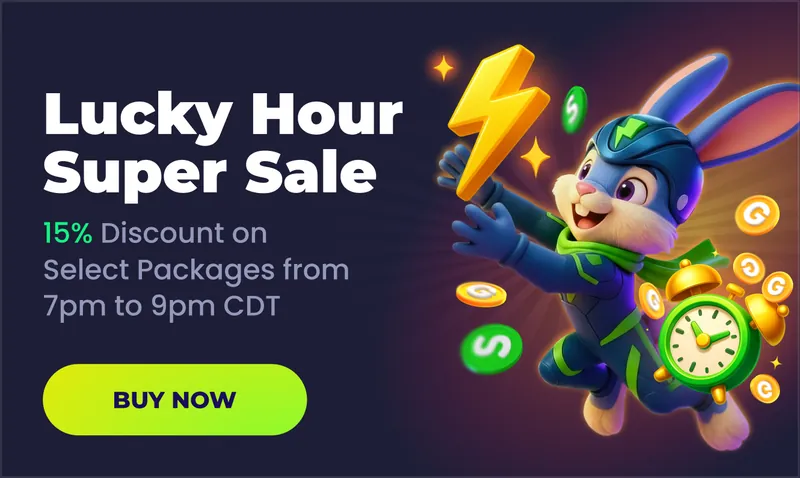 Lucky Hour
Super Sale
15% Discount on
Select Packages from
7pm to 9pm CDT
BUY NOW
S
G
G
G
G
G
G
S